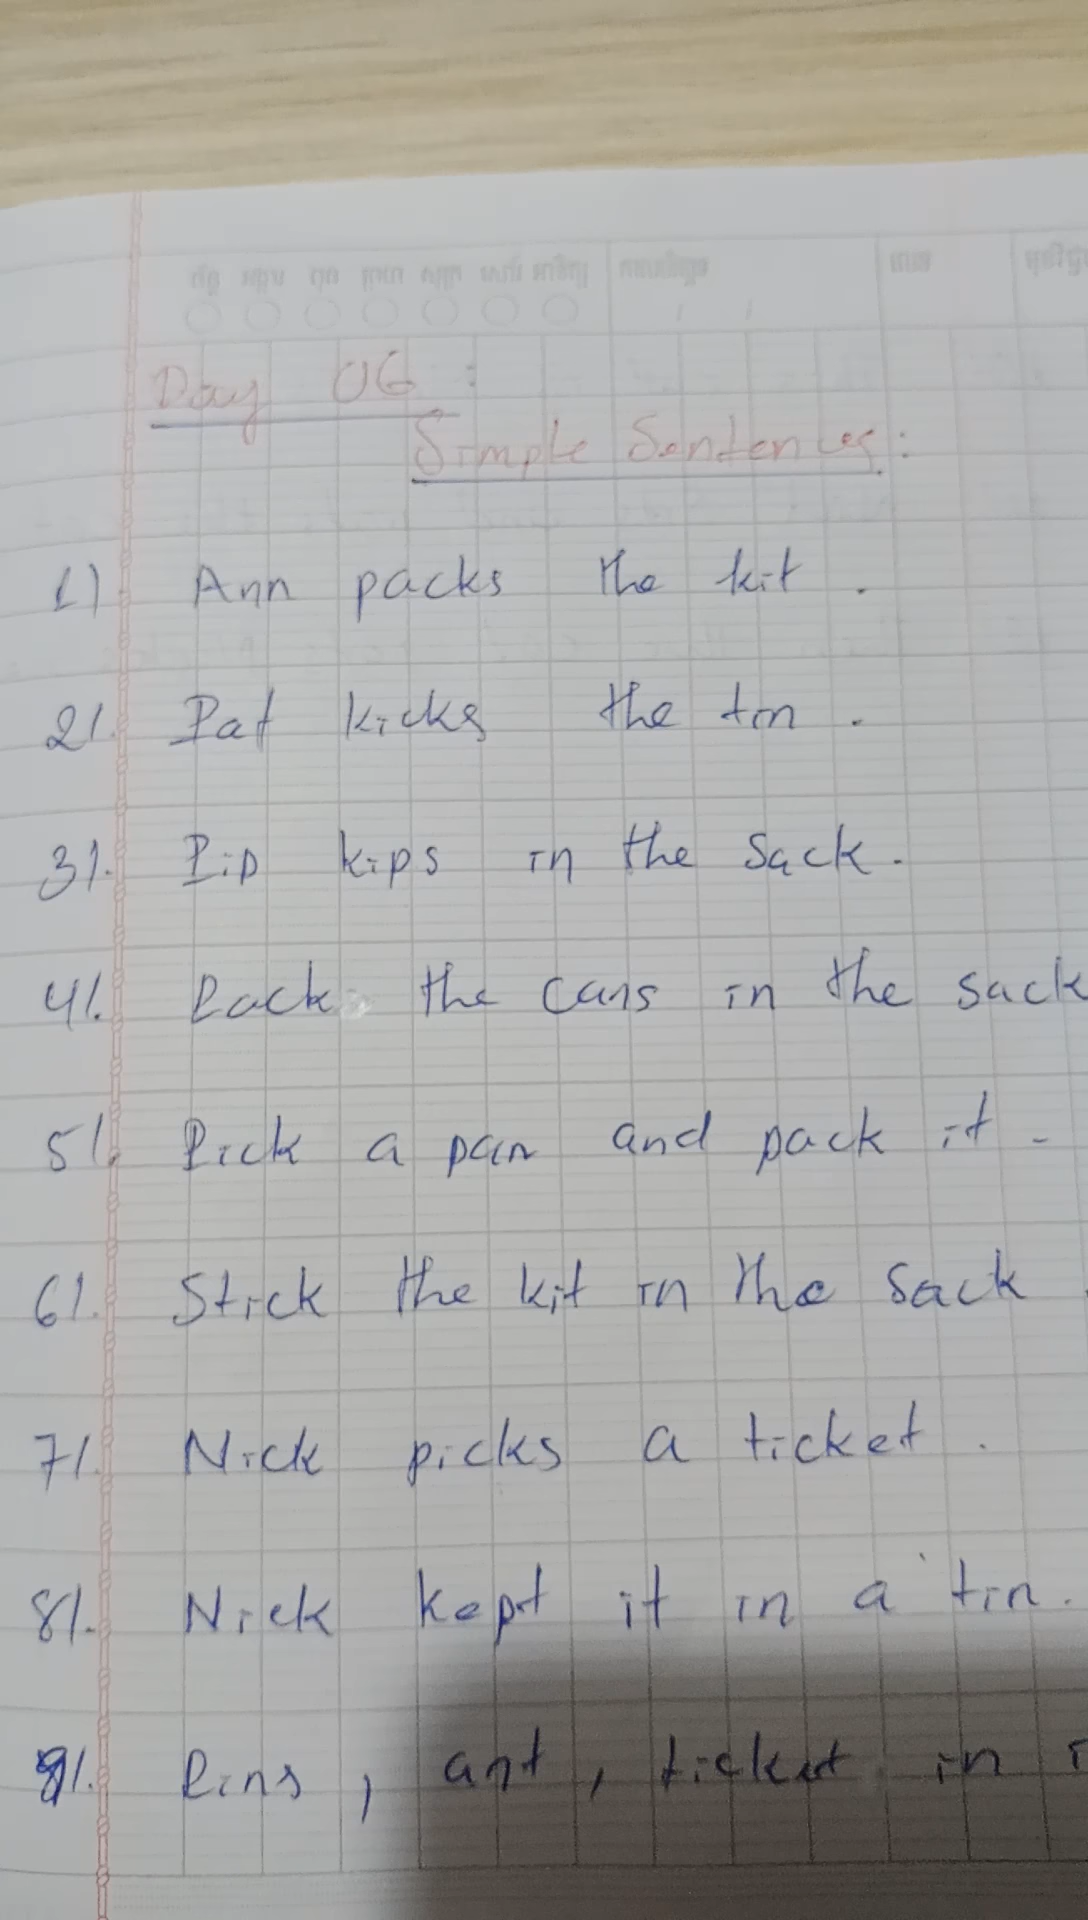 Day 06 :
Simple Sentences :
1) Ann packs the kit .
2). Pat kicks the tin .
3). Pip kips in the sack .
4). Pack the cans in the sack
5). Pick a pan and pack it .
6). Stick the kit in the sack .
7). Nick picks a ticket .
8). Nick kept it in a tin .
9). Pins , ant , ticket in